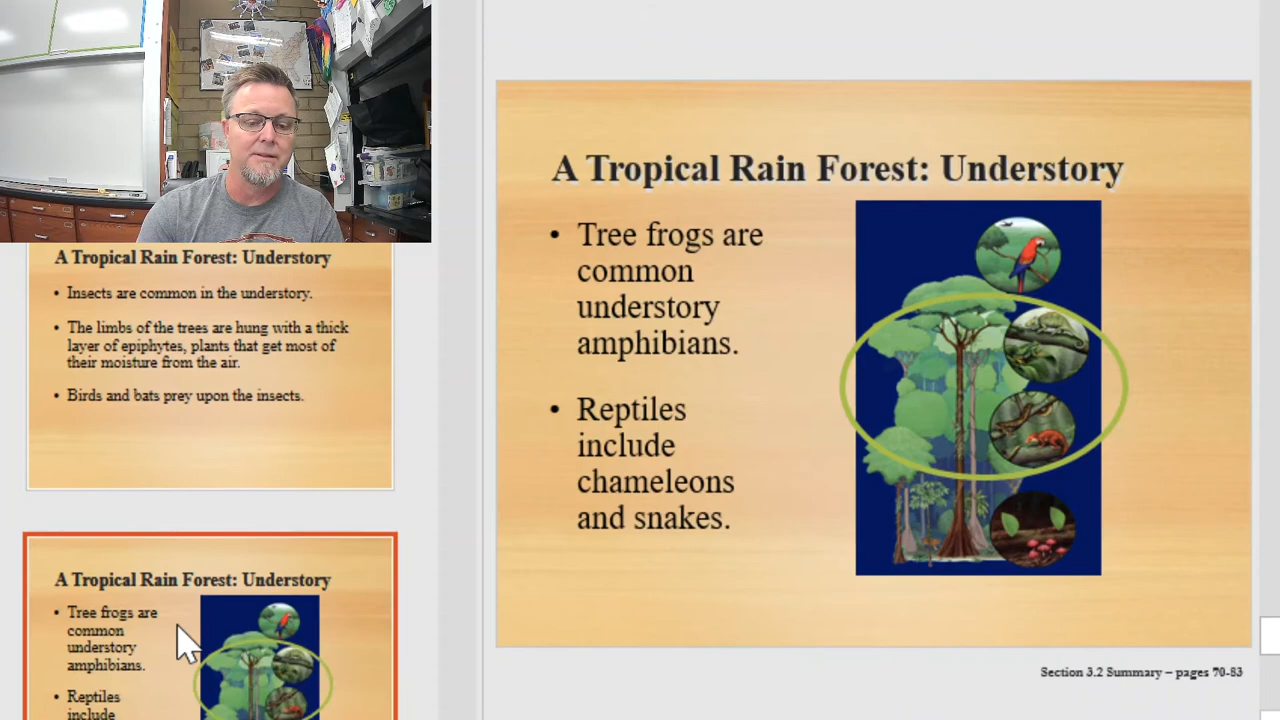 A Tropical Rain Forest: Understory
• Insects are common in the understory.
• The limbs of the trees are hung with a thick
layer of epiphytes, plants that get most of
their moisture from the air.
• Birds and bats prey upon the insects.
A Tropical Rain Forest: Understory
• Tree frogs are
common
understory
amphibians.
• Reptiles
include
A Tropical Rain Forest: Understory
• Tree frogs are
common
understory
amphibians.
• Reptiles
include
chameleons
and snakes.
Section 3.2 Summary – pages 70-83